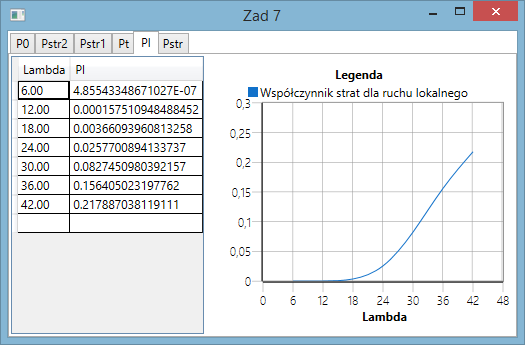 Zad 7
P0 Pstr2 Pstr1 Pt Pl Pstr
Lambda Pl
6.00 4.85543348671027E-07
12.00 0.000157510948488452
18.00 0.00366093960813258
24.00 0.0257700894133737
30.00 0.0827450980392157
36.00 0.156405023197762
42.00 0.217887038119111
Legenda
Współczynnik strat dla ruchu lokalnego
0,3
0,25
0,2
0,15
0,1
0,05
0
0 6 12 18 24 30 36 42 48
Lambda